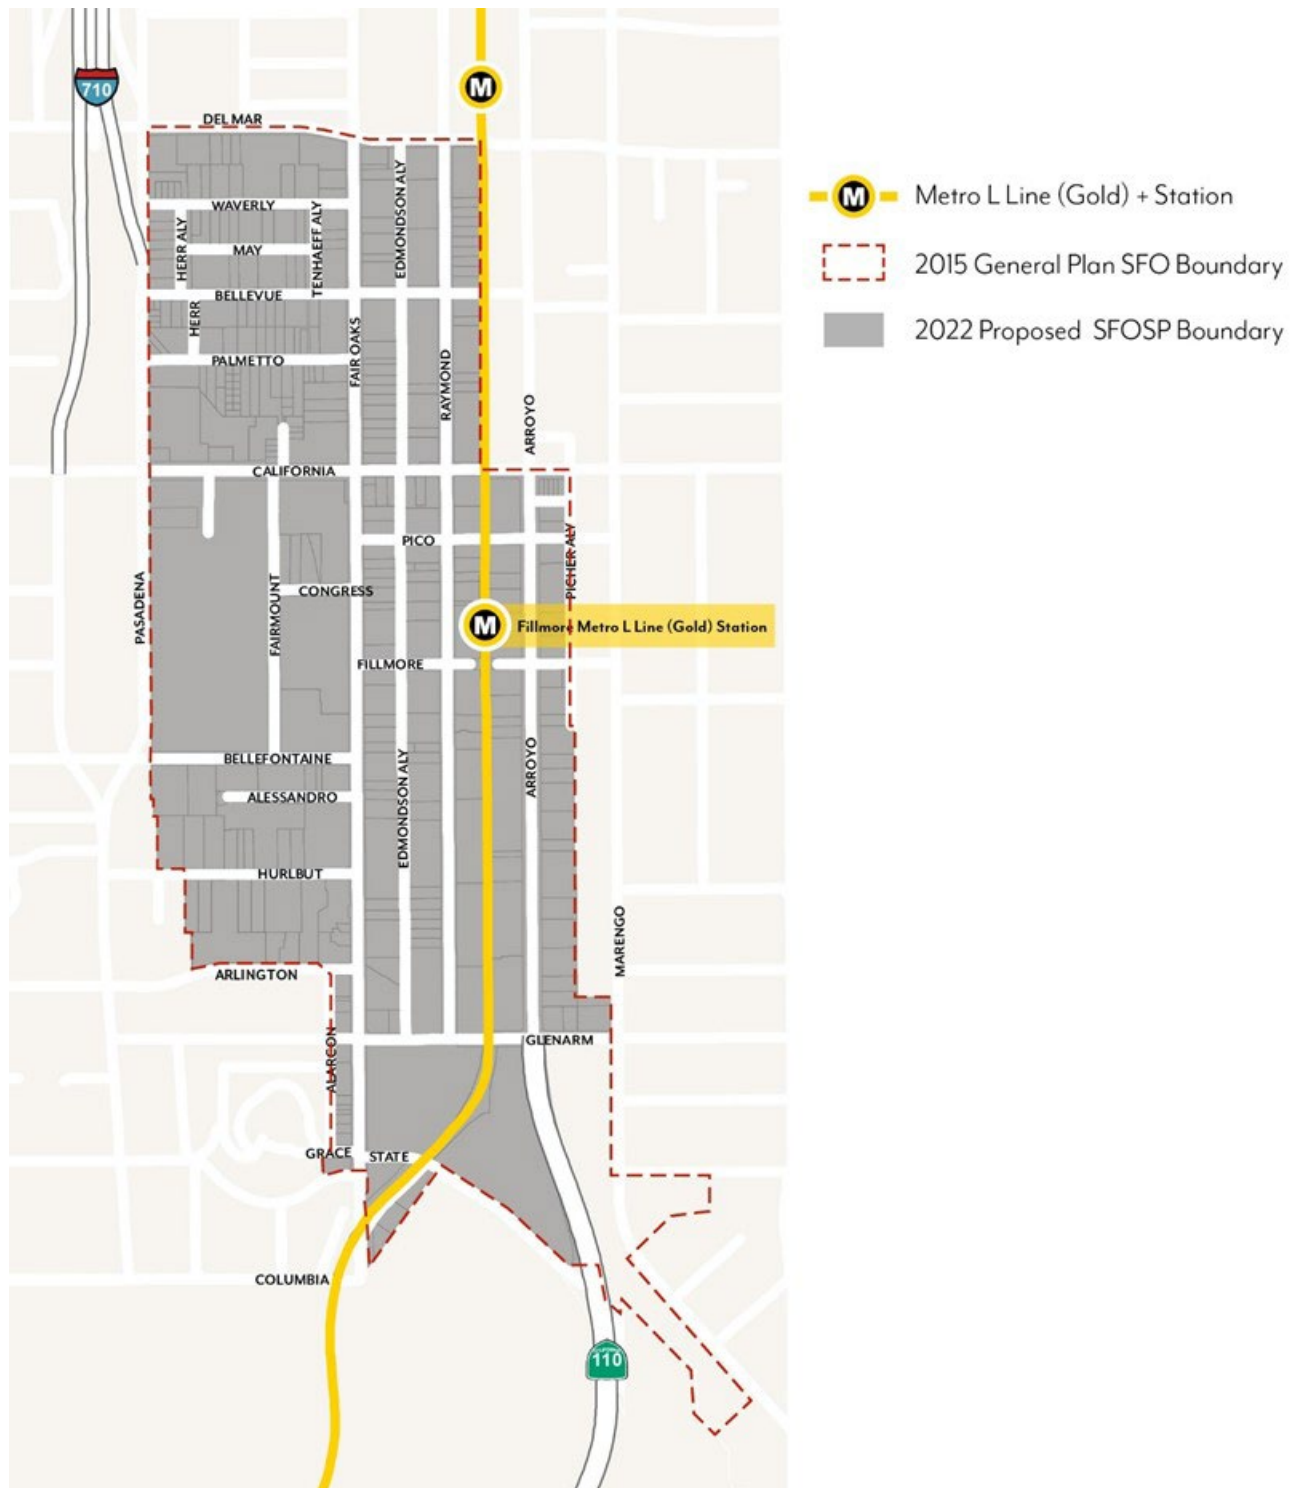 710
M
DEL MAR
WAVERLY
HERR ALY
MAY
TENHAEFF ALY
EDMONDSON ALY
BELLEVUE
HERR
PALMETTO
FAIR OAKS
RAYMOND
ARROYO
CALIFORNIA
PICO
PICHER ALY
PASADENA
FAIRMOUNT
CONGRESS
M
Fillmore Metro L Line (Gold) Station
FILLMORE
BELLEFONTAINE
ALESSANDRO
EDMONDSON ALY
ARROYO
HURLBUT
MARENGO
ARLINGTON
ALARCON
GLENARM
GRACE
STATE
COLUMBIA
CALIFORNIA
110
M Metro L Line (Gold) + Station
2015 General Plan SFO Boundary
2022 Proposed SFOSP Boundary